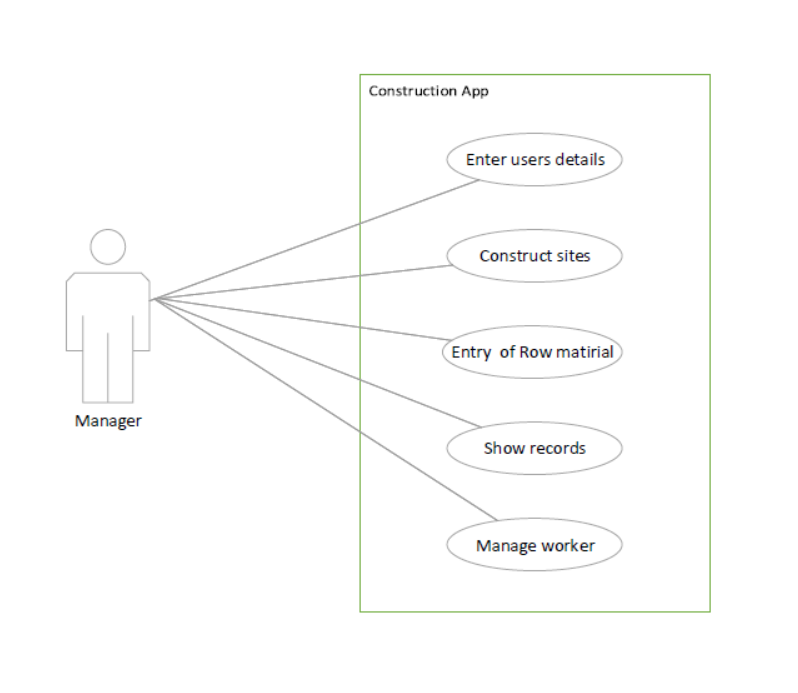 Construction App
Enter users details
Construct sites
Entry of Row matirial
Show records
Manage worker
Manager